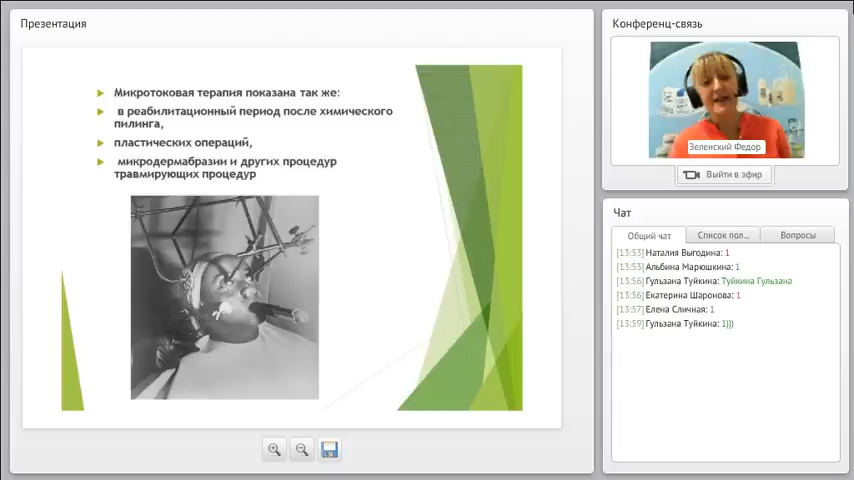 Презентация
Микротоковая терапия показана так же:
в реабилитационный период после химического
пилинга,
пластических операций,
микродермабразии и других процедур
травмирующих процедур
Конференц-связь
Зеленский Федор
Выйти в эфир
Чат
Общий чат
Список пол...
Вопросы
[13:53] Наталия Выгодина: 1
[13:53] Альбина Марюшкина: 1
[13:56] Гульзана Туйкина: Туйкина Гульзана
[13:56] Екатерина Шаронова: 1
[13:57] Елена Сличная: 1
[13:59] Гульзана Туйкина: 1)))